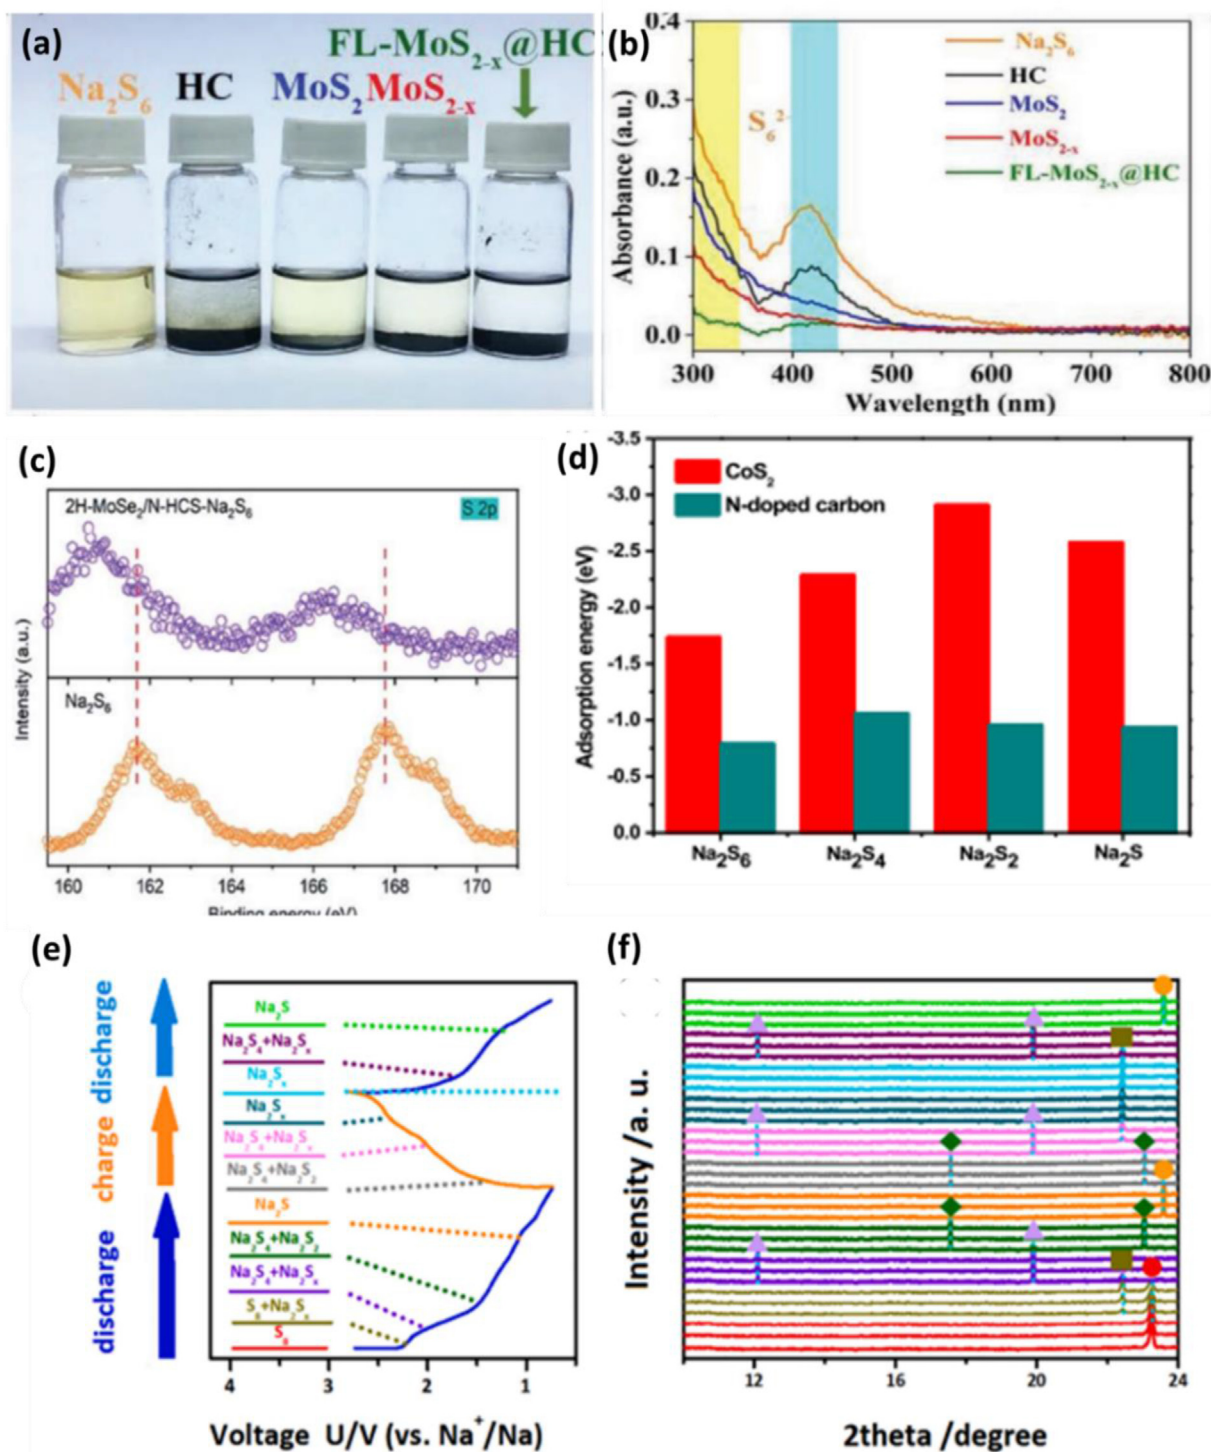 (a)
FL-MoS2-x@HC
Na2S6 HC MoS2 MoS2-x
(b)
0.4
0.3
0.2
0.1
0.0
Absorbance (a.u.)
S6 2-
Na2S6
HC
MoS2
MoS2-x
FL-MoS2-x@HC
300 400 500 600 700 800
Wavelength (nm)
(c)
2H-MoSe2/N-HCS-Na2S6
S 2p
Na2S6
Intensity (a.u.)
160 162 164 166 168 170
Binding energy (eV)
(d)
-3.5
-3.0
-2.5
-2.0
-1.5
-1.0
-0.5
0.0
Adsorption energy (eV)
CoS2
N-doped carbon
Na2S6 Na2S4 Na2S2 Na2S
(e)
discharge
charge
discharge
Na2S
Na2S4+Na2Sx
Na2Sx
Na2Sx
Na2S4+Na2Sx
Na2S4+Na2S2
Na2S
Na2S4+Na2S2
Na2S4+Na2Sx
S8+Na2Sx
S8
4 3 2 1
Voltage U/V (vs. Na+/Na)
(f)
Intensity /a. u.
12 16 20 24
2theta /degree